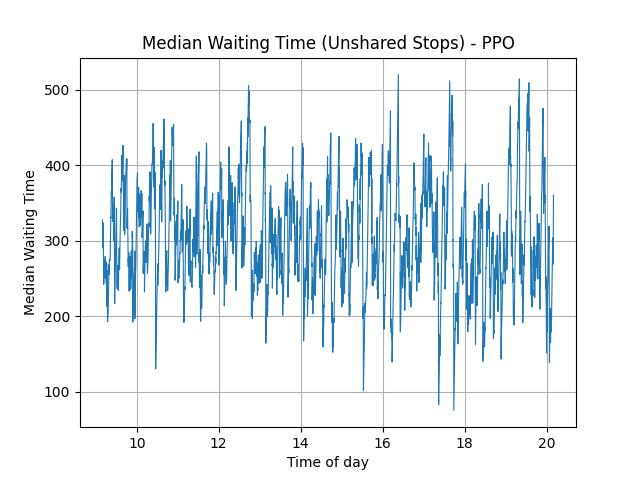 Median Waiting Time (Unshared Stops) - PPO
500
400
300
200
100
Median Waiting Time
10 12 14 16 18 20
Time of day